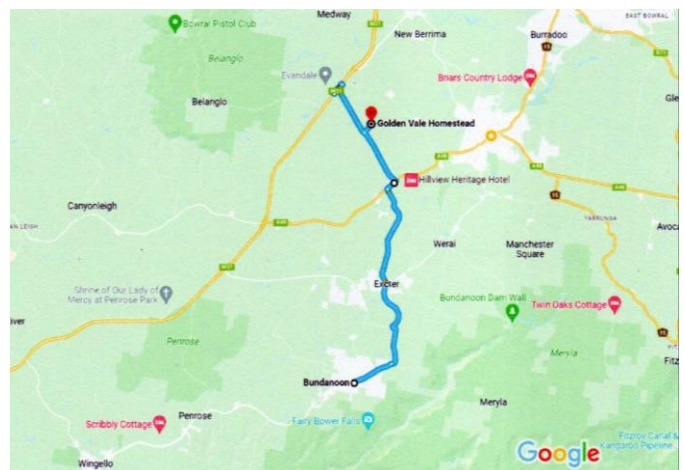 Medway
EAST BOWRAL
Bowral Pistol Club
New Berrima
Burradoo
Belanglo
Evandale
Briars Country Lodge
Belanglo
Golden Vale Homestead
Hillview Heritage Hotel
Canyonleigh
YARRUNGA
Werai
Manchester
Square
Exeter
Shrine of Our Lady of
Mercy at Penrose Park
Bundanoon Dam Wall
Twin Oaks Cottage
Penrose
Meryla
Bundanoon
Meryla
Penrose
Scribbly Cottage
Fairy Bower Falls
Wingello
Fitzroy Canal &
Kangaroo Pipeline...
Google